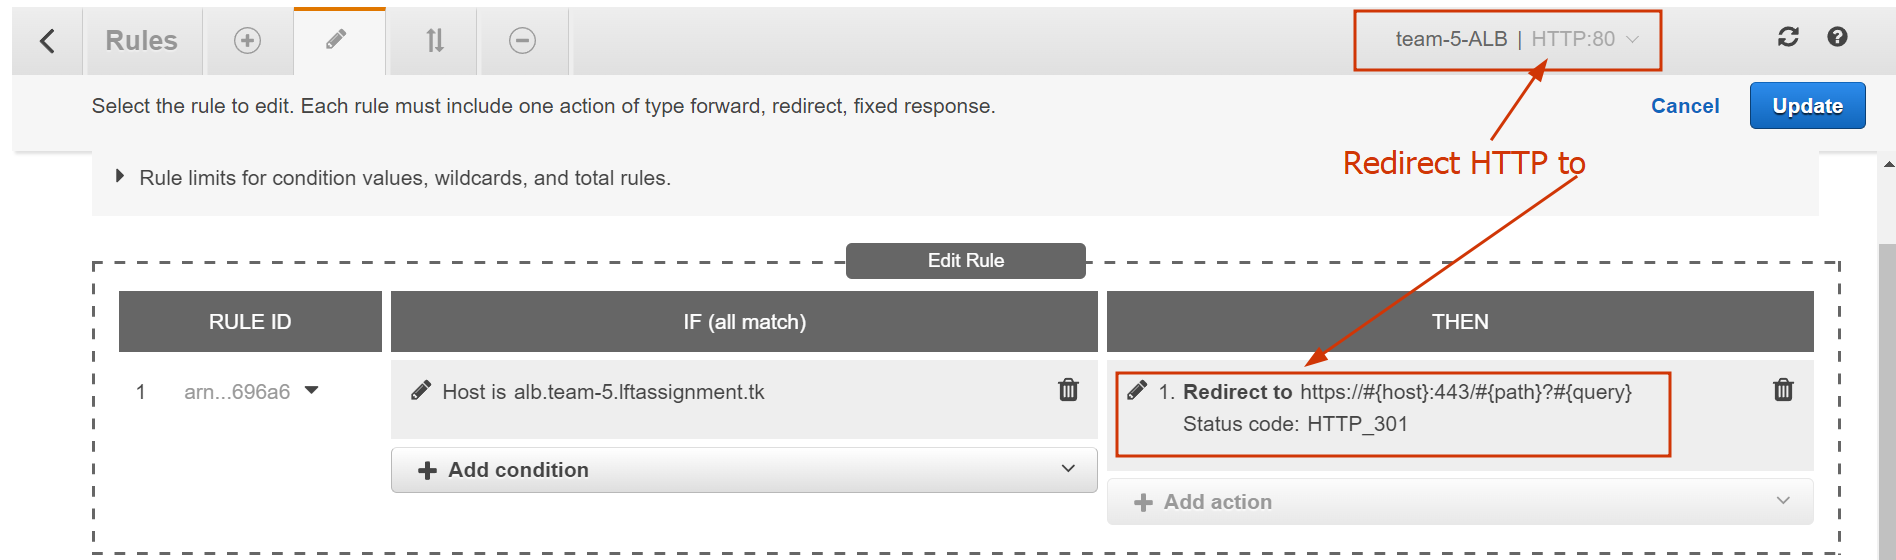 Rules
team-5-ALB | HTTP:80
Select the rule to edit. Each rule must include one action of type forward, redirect, fixed response.
Cancel
Update
Redirect HTTP to
Rule limits for condition values, wildcards, and total rules.
Edit Rule
RULE ID
IF (all match)
THEN
1
arn...696a6
Host is alb.team-5.lftassignment.tk
1. Redirect to https://#{host}:443/#{path}?#{query}
Status code: HTTP_301
Add condition
Add action